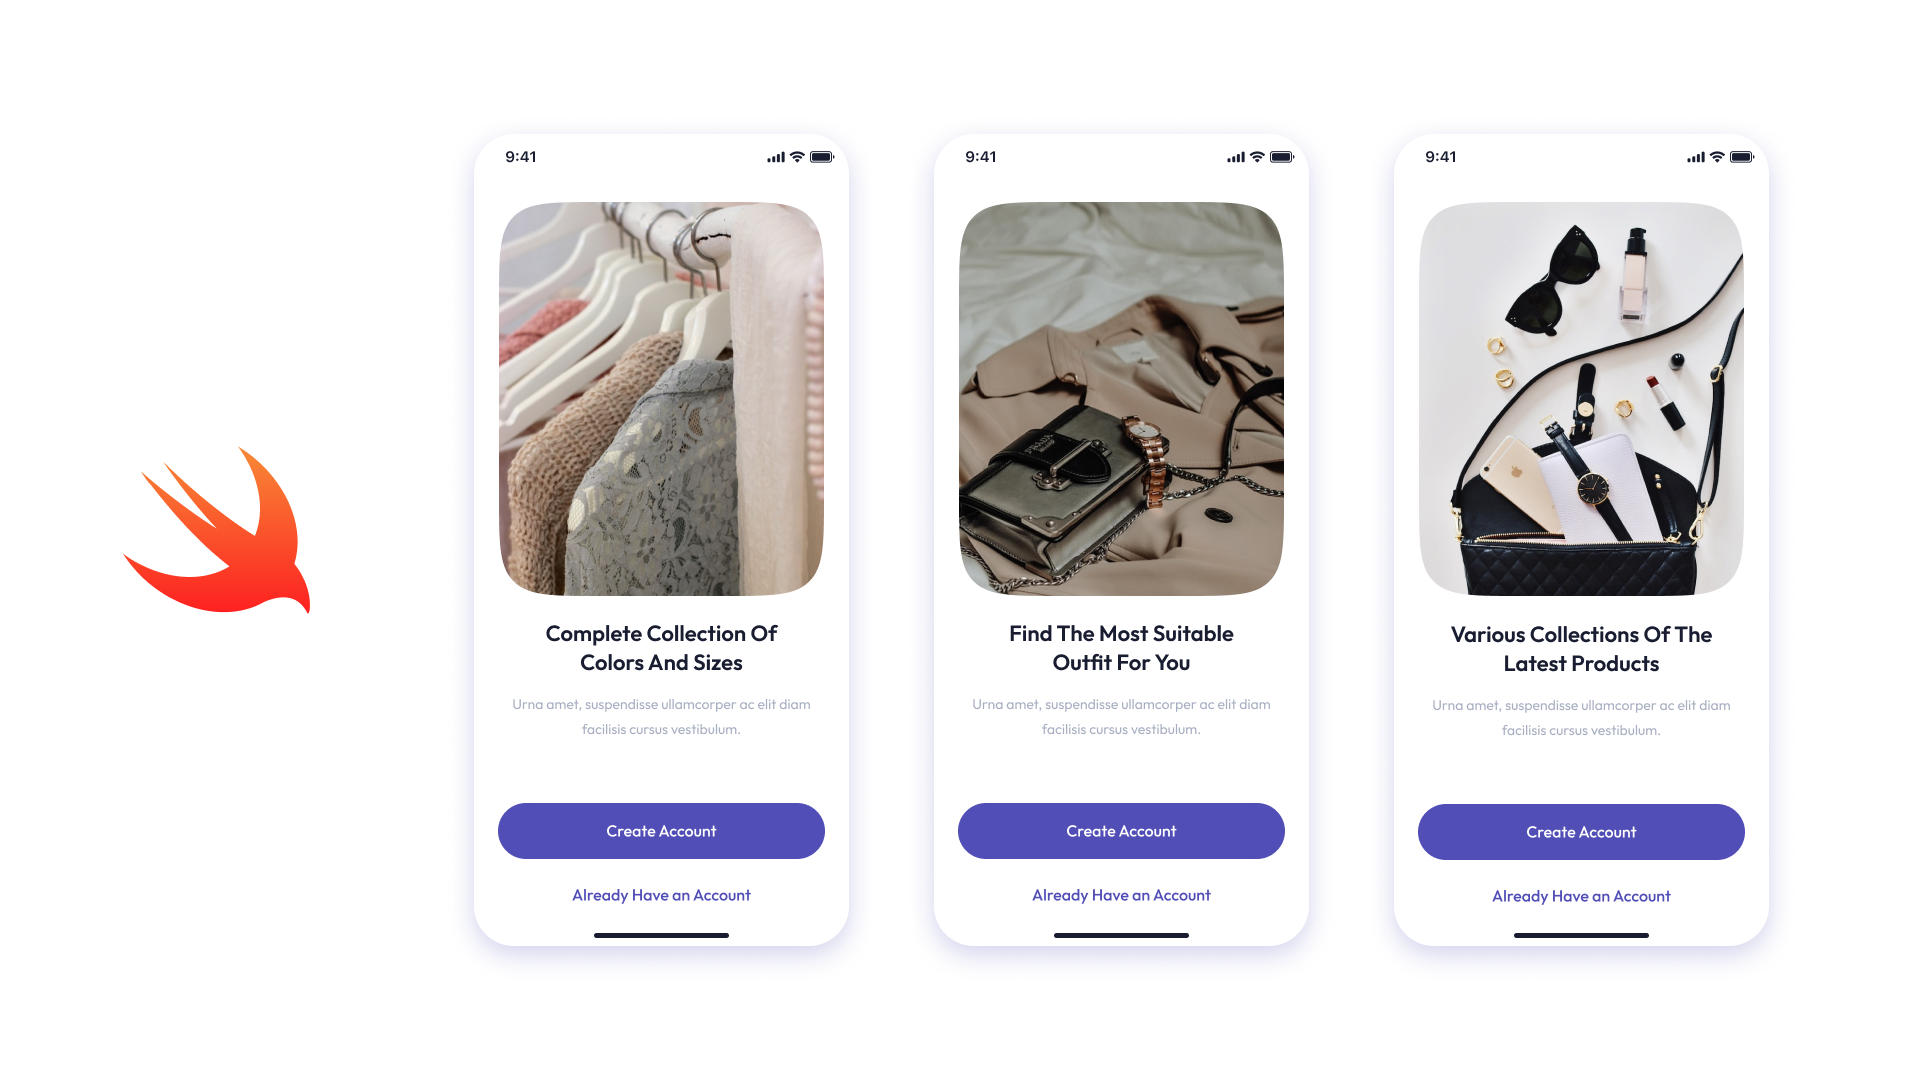 9:41
Complete Collection Of
Colors And Sizes
Urna amet, suspendisse ullamcorper ac elit diam
facilisis cursus vestibulum.
Create Account
Already Have an Account
9:41
PRADA
Find The Most Suitable
Outfit For You
Urna amet, suspendisse ullamcorper ac elit diam
facilisis cursus vestibulum.
Create Account
Already Have an Account
9:41
Various Collections Of The
Latest Products
Urna amet, suspendisse ullamcorper ac elit diam
facilisis cursus vestibulum.
Create Account
Already Have an Account